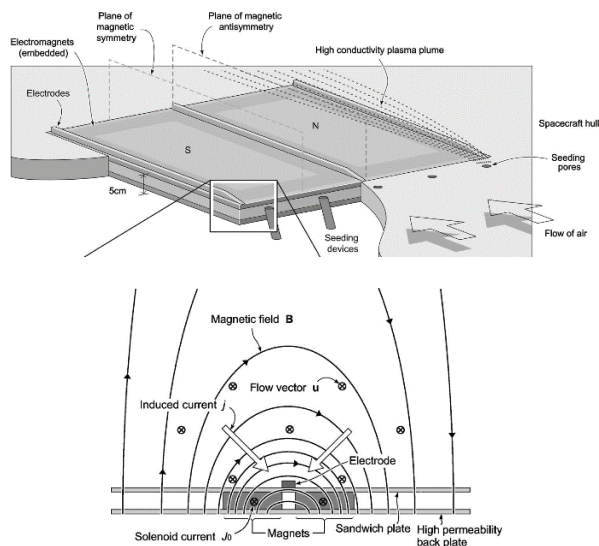 Plane of
magnetic
symmetry
Plane of magnetic
antisymmetry
Electromagnets
(embedded)
High conductivity plasma plume
Electrodes
N
Spacecraft hull
S
Seeding
pores
5cm
Seeding
devices
Flow of air
Magnetic field B
Flow vector u
Induced current j
Electrode
Solenoid current J0
Magnets
Sandwich plate
High permeability
back plate